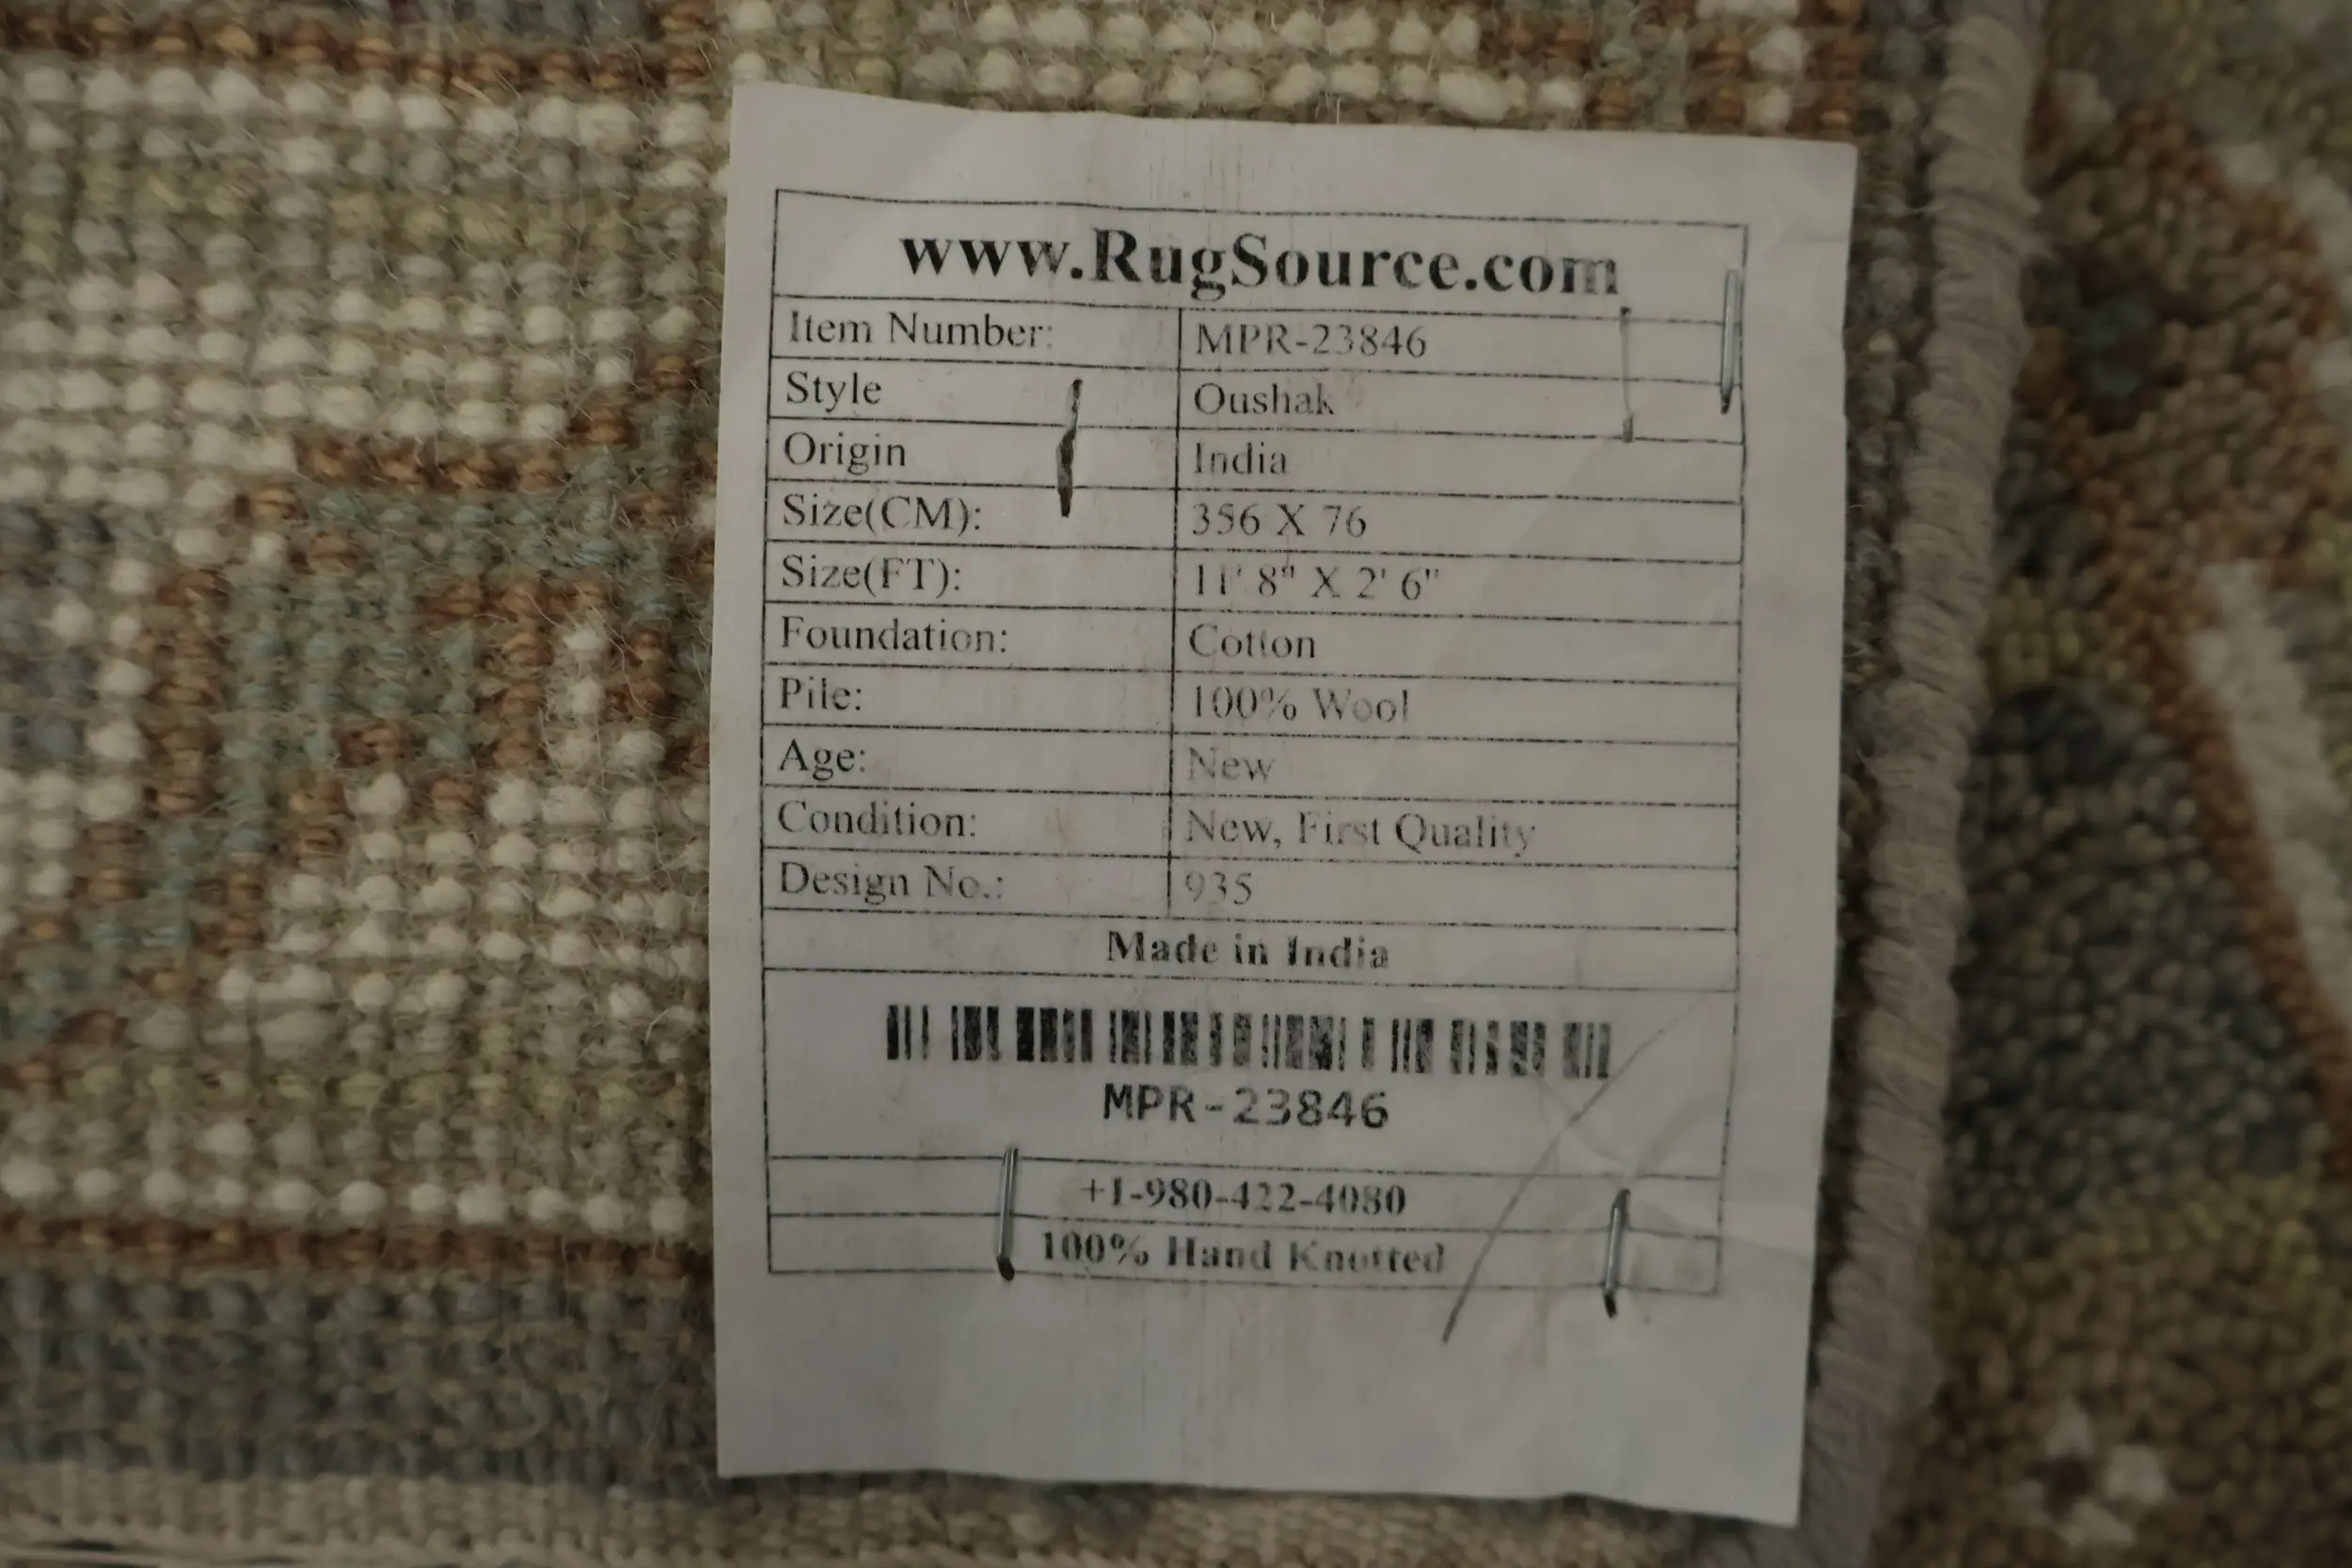 www.RugSource.com
Item Number: MPR-23846
Style Oushak
Origin India
Size(CM): 356 X 76
Size(FT): 11' 8" X 2' 6"
Foundation: Cotton
Pile: 100% Wool
Age: New
Condition: New, First Quality
Design No.: 935
Made in India
MPR-23846
+1-980-422-4080
100% Hand Knotted